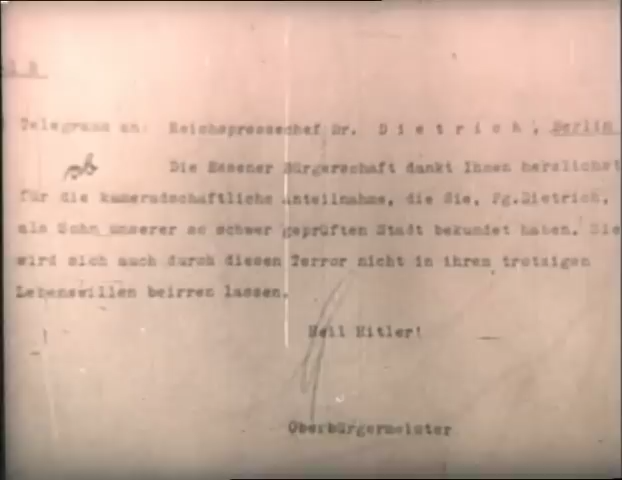 Telegramm an: Reichspressechef Dr. D i e t r i c h , Berlin
Die Essener Bürgerschaft dankt Ihnen herzlichst
für die kameradschaftliche Anteilnahme, die Sie, Pg.Dietrich,
als Sohn unserer so schwer geprüften Stadt bekundet haben. Sie
wird sich auch durch diesen Terror nicht in ihrem trotzigen
Lebenswillen beirren lassen.
Heil Hitler!
Oberbürgermeister